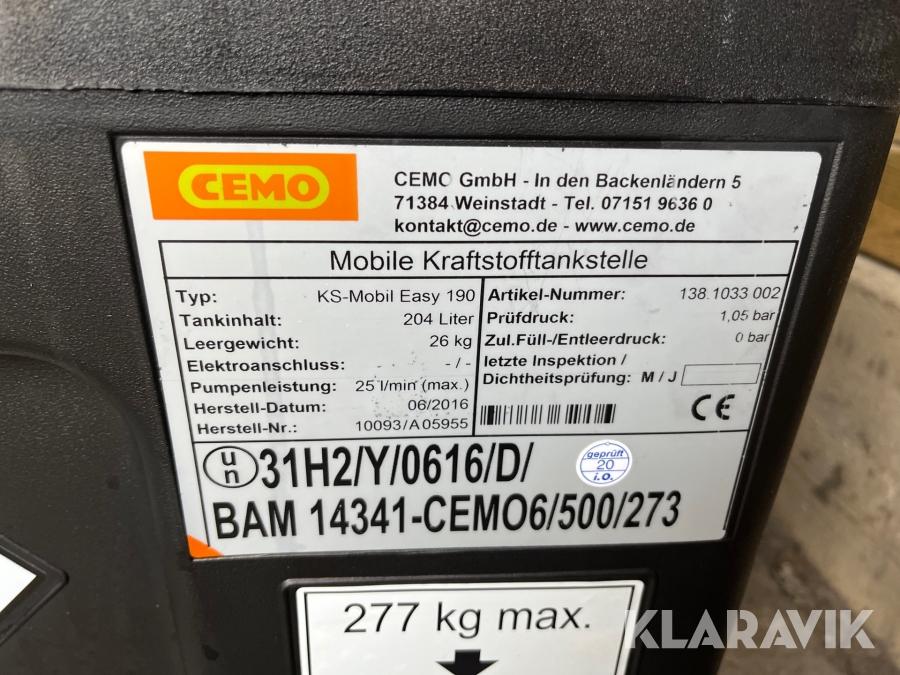 CEMO
CEMO GmbH - In den Backenländern 5
71384 Weinstadt - Tel. 07151 9636 0
kontakt@cemo.de - www.cemo.de
Mobile Kraftstofftankstelle
Typ: KS-Mobil Easy 190
Tankinhalt: 204 Liter
Leergewicht: 26 kg
Elektroanschluss: - / -
Pumpenleistung: 25 l/min (max.)
Herstell-Datum: 06/2016
Herstell-Nr.: 10093/A05955
Artikel-Nummer: 138.1033 002
Prüfdruck: 1,05 bar
Zul.Füll-/Entleerdruck: 0 bar
letzte Inspektion /
Dichtheitsprüfung: M / J
CE
un 31H2/Y/0616/D/
geprüft
20
i.O.
BAM 14341-CEMO6/500/273
277 kg max.
KLARAVIK